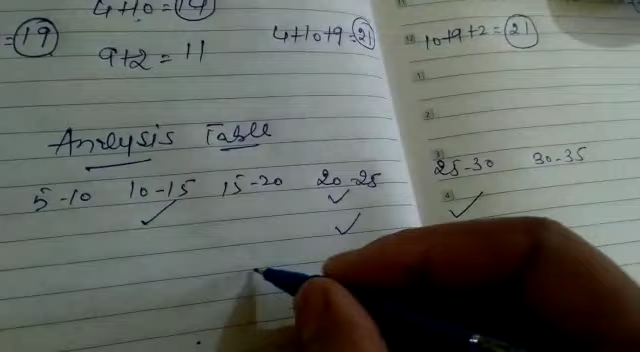 4+10 = 14
= 19
9+2 = 11
4+10+9 = 21
10+9+2 = 21
Analysis Table
5-10 10-15 15-20 20-25 25-30 30-35